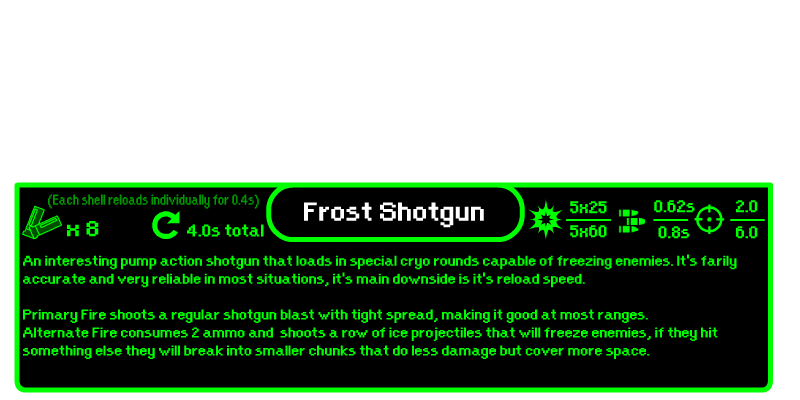 (Each shell reloads individually for 0.4s)
x 8
4.0s total
Frost Shotgun
5x25
5x60
0.62s
0.8s
2.0
6.0
An interesting pump action shotgun that loads in special cryo rounds capable of freezing enemies. It's farily
accurate and very reliable in most situations, it's main downside is it's reload speed.
Primary Fire shoots a regular shotgun blast with tight spread, making it good at most ranges.
Alternate Fire consumes 2 ammo and  shoots a row of ice projectiles that will freeze enemies, if they hit
something else they will break into smaller chunks that do less damage but cover more space.